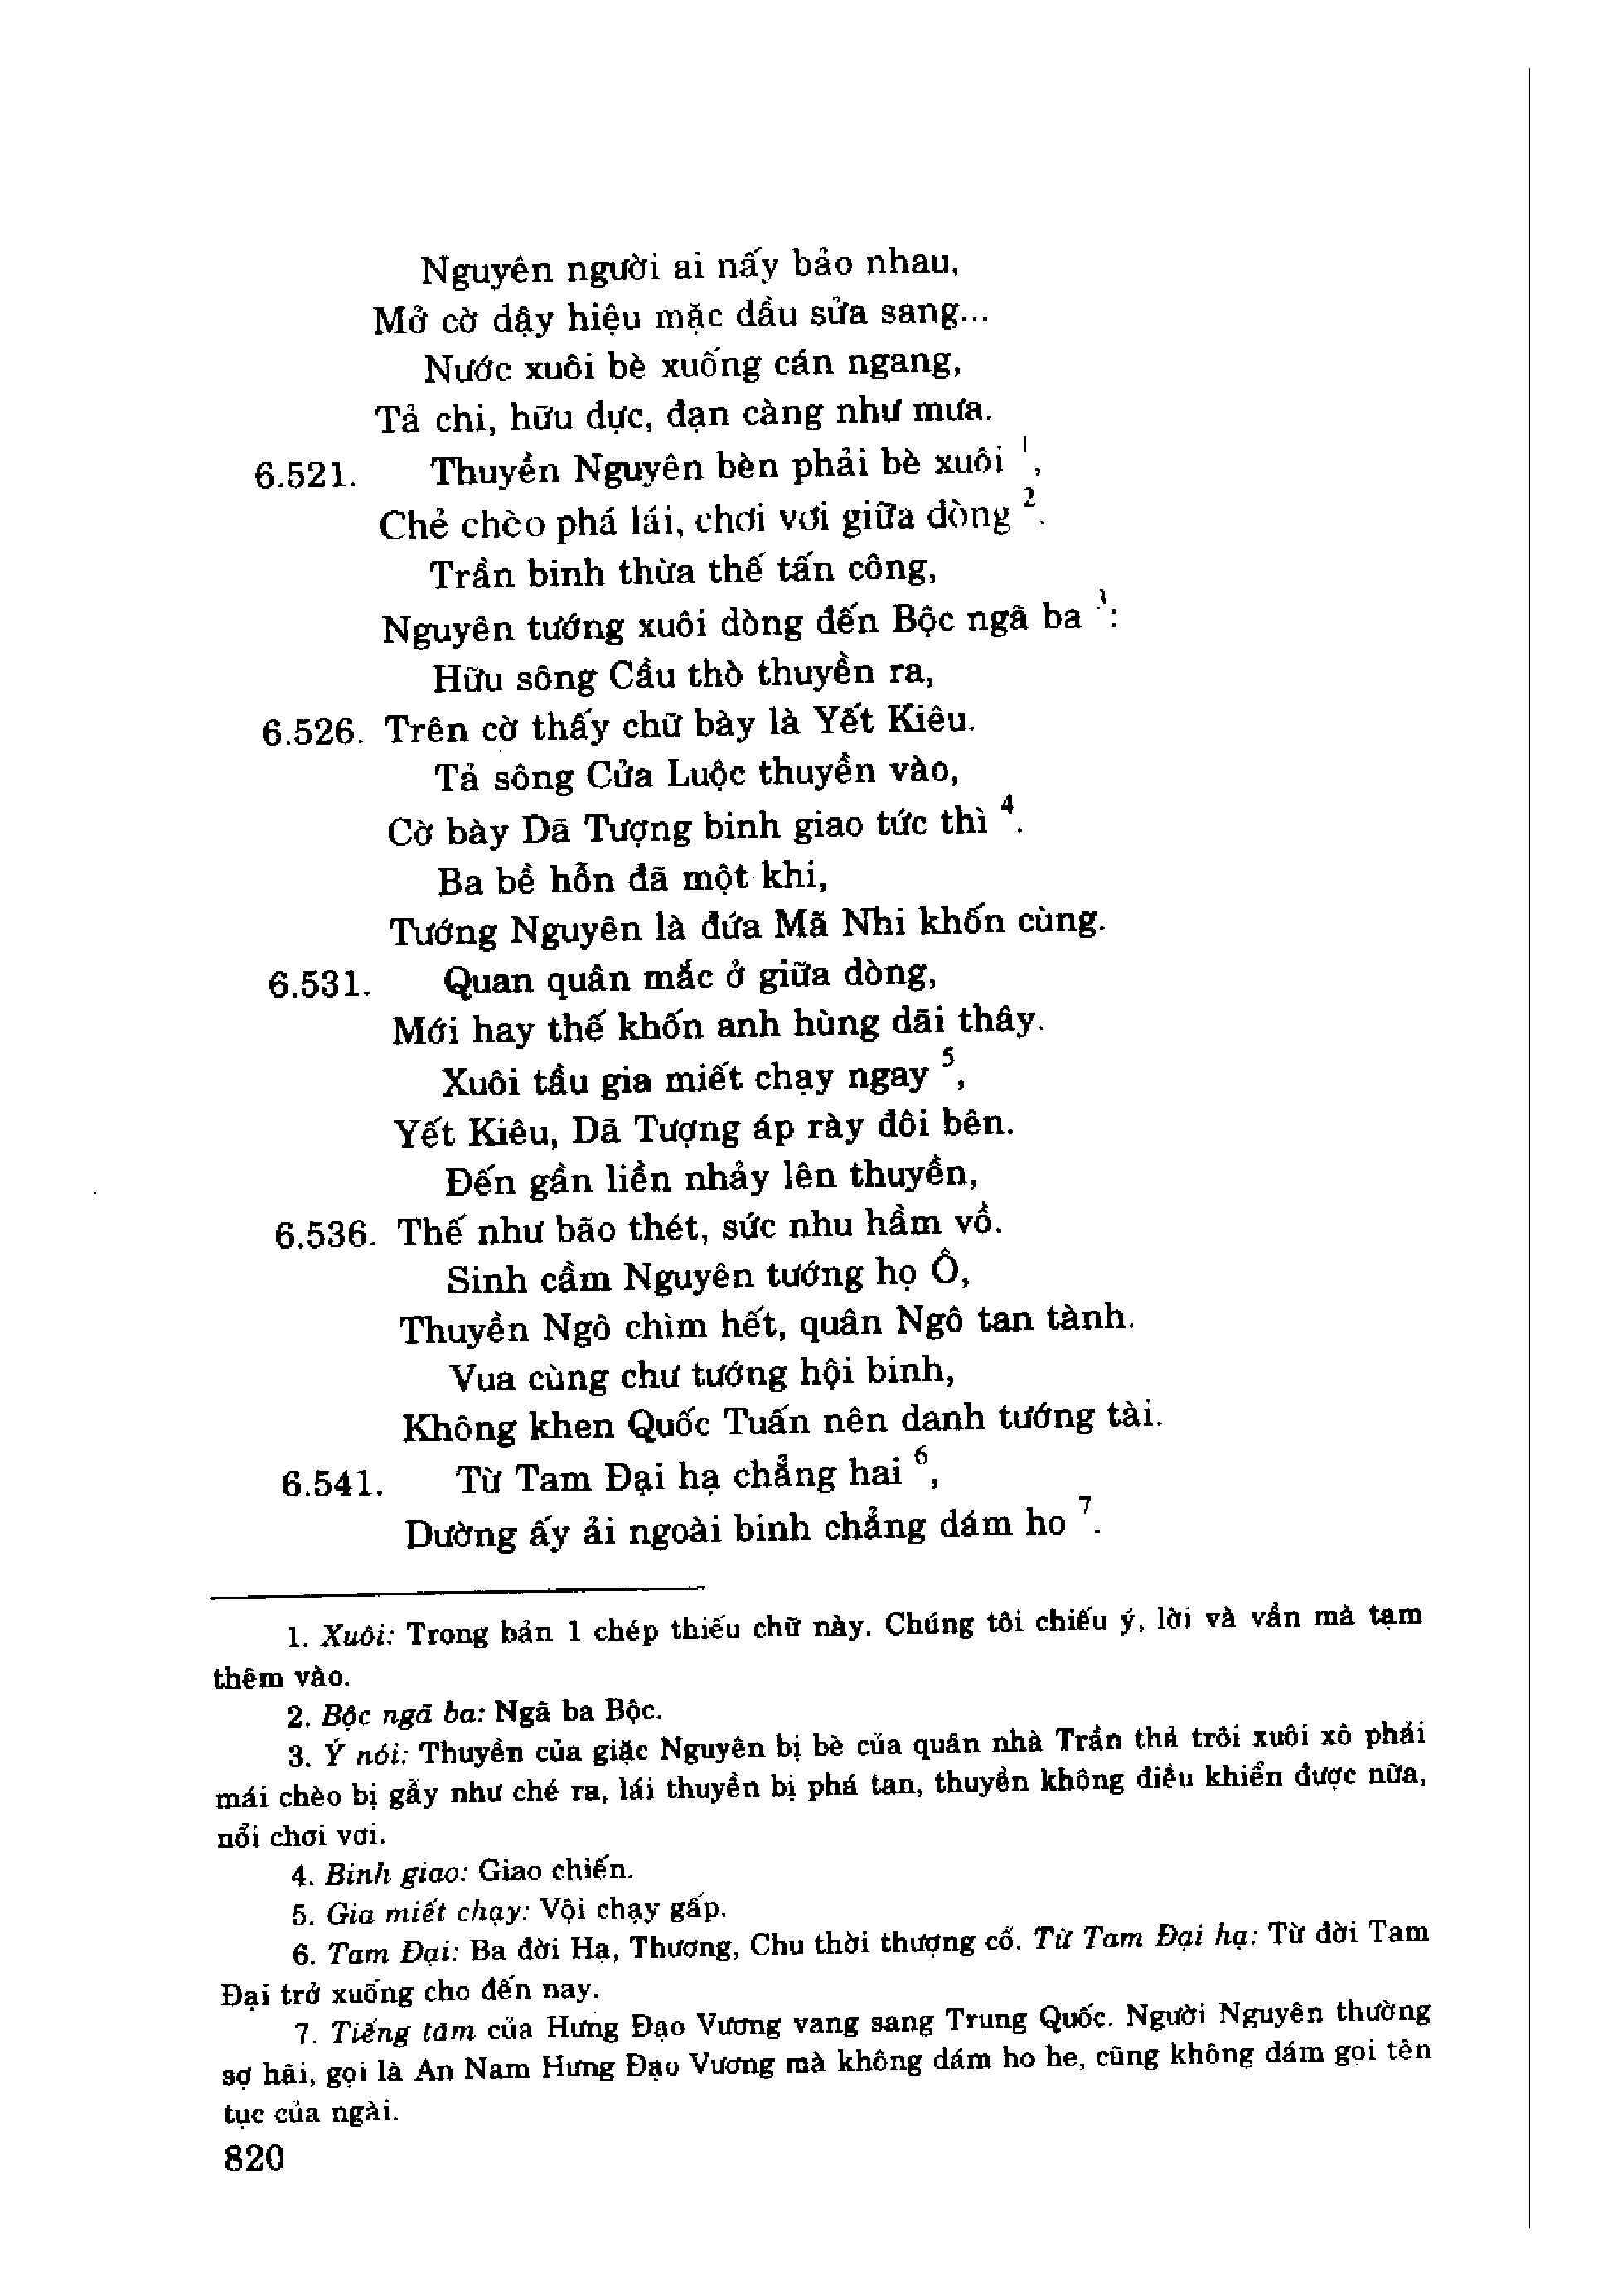 Nguyên người ai nấy bảo nhau,
Mở cờ dậy hiệu mặc dầu sửa sang...
Nước xuôi bè xuống cán ngang,
Tả chi, hữu dực, đạn càng như mưa.
6.521. Thuyền Nguyên bèn phải bè xuôi ¹,
Chẻ chèo phá lái, chơi vơi giữa dòng ².
Trần binh thừa thế tấn công,
Nguyên tướng xuôi dòng đến Bộc ngã ba ³:
Hữu sông Cầu thò thuyền ra,
6.526. Trên cờ thấy chữ bày là Yết Kiêu.
Tả sông Cửa Luộc thuyền vào,
Cờ bày Dã Tượng binh giao tức thì ⁴.
Ba bề hỗn đã một khi,
Tướng Nguyên là đứa Mã Nhi khốn cùng.
6.531. Quan quân mắc ở giữa dòng,
Mới hay thế khốn anh hùng dãi thây.
Xuôi tầu gia miết chạy ngay ⁵,
Yết Kiêu, Dã Tượng áp rày đôi bên.
Đến gần liền nhảy lên thuyền,
6.536. Thế như bão thét, sức nhu hầm vồ.
Sinh cầm Nguyên tướng họ Ô,
Thuyền Ngô chìm hết, quân Ngô tan tành.
Vua cùng chư tướng hội binh,
Không khen Quốc Tuấn nên danh tướng tài.
6.541. Từ Tam Đại hạ chẳng hai ⁶,
Dường ấy ải ngoài binh chẳng dám ho ⁷.
1. Xuôi: Trong bản 1 chép thiếu chữ này. Chúng tôi chiếu ý, lời và vần mà tạm
thêm vào.
2. Bộc ngã ba: Ngã ba Bộc.
3. Ý nói: Thuyền của giặc Nguyên bị bè của quân nhà Trần thả trôi xuôi xô phải
mái chèo bị gẫy như chẻ ra, lái thuyền bị phá tan, thuyền không điều khiển được nữa,
nổi chơi vơi.
4. Binh giao: Giao chiến.
5. Gia miết chạy: Vội chạy gấp.
6. Tam Đại: Ba đời Hạ, Thương, Chu thời thượng cổ. Từ Tam Đại hạ: Từ đời Tam
Đại trở xuống cho đến nay.
7. Tiếng tăm của Hưng Đạo Vương vang sang Trung Quốc. Người Nguyên thường
sợ hãi, gọi là An Nam Hưng Đạo Vương mà không dám ho he, cũng không dám gọi tên
tục của ngài.
820